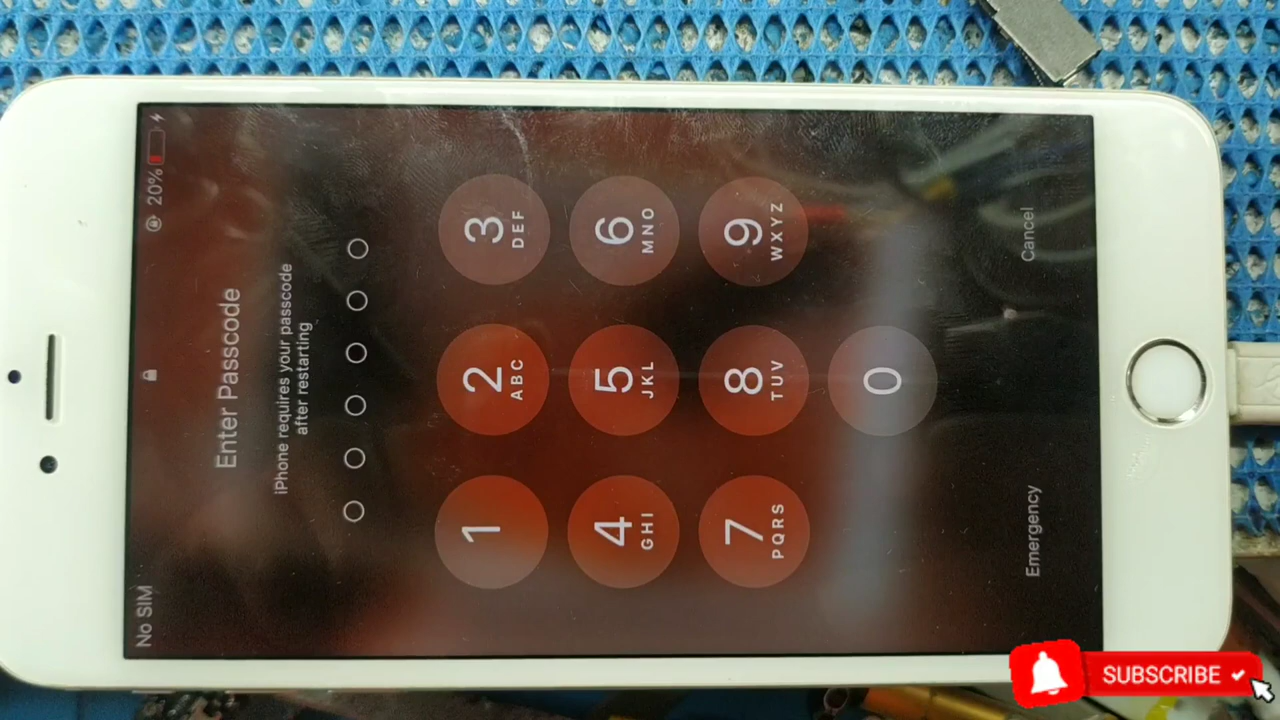 No SIM
20%
Enter Passcode
iPhone requires your passcode
after restarting
1
2
ABC
3
DEF
4
GHI
5
JKL
6
MNO
7
PQRS
8
TUV
9
WXYZ
0
Emergency
Cancel
SUBSCRIBE